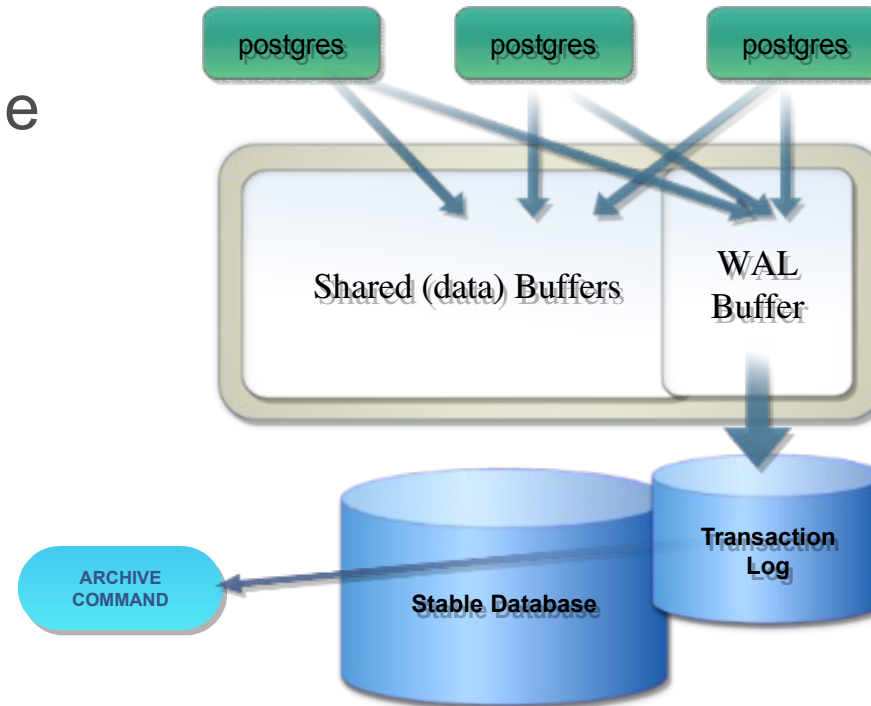 postgres
postgres
postgres
e
Shared (data) Buffers
WAL
Buffer
Transaction
Log
ARCHIVE
COMMAND
Stable Database